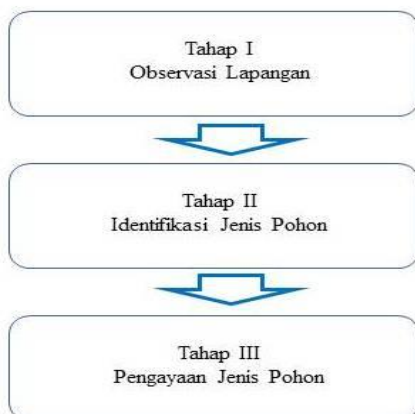 Tahap I
Observasi Lapangan
Tahap II
Identifikasi Jenis Pohon
Tahap III
Pengayaan Jenis Pohon